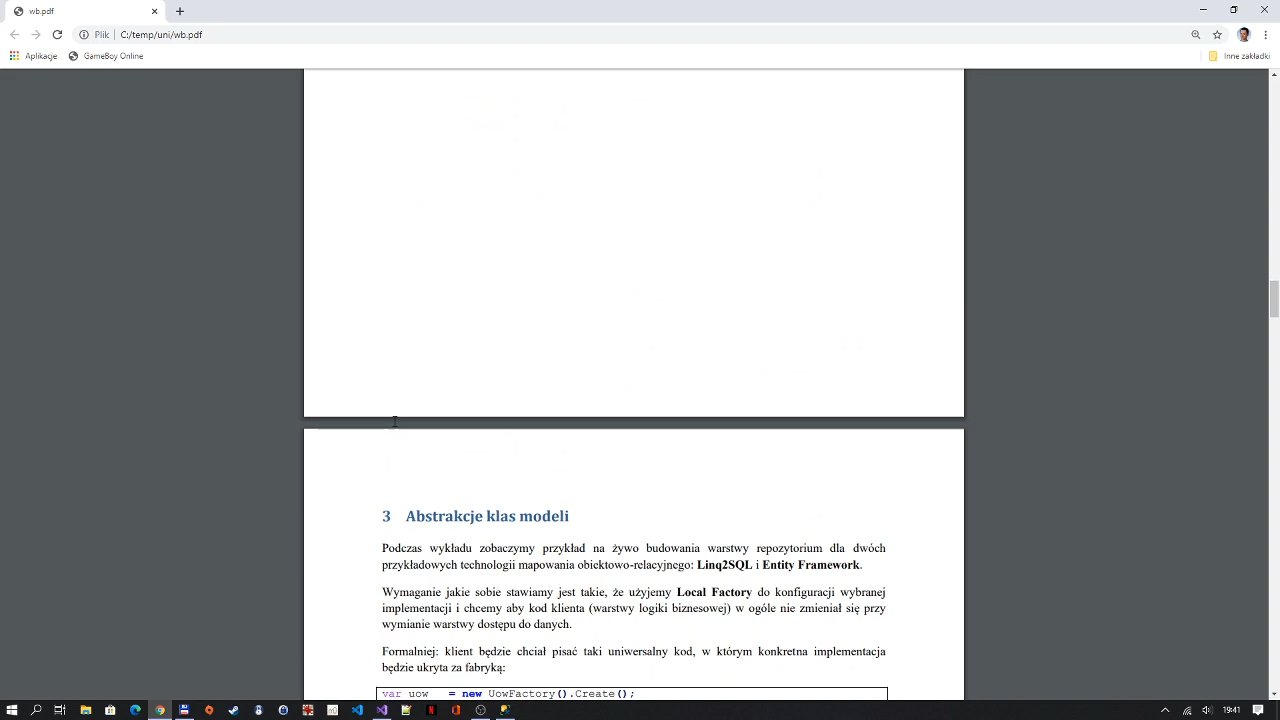 wb.pdf
Plik
C:/temp/uni/wb.pdf
Aplikacje
GameBoy Online
Inne zakładki
3 Abstrakcje klas modeli
Podczas wykładu zobaczymy przykład na żywo budowania warstwy repozytorium dla dwóch
przykładowych technologii mapowania obiektowo-relacyjnego: Linq2SQL i Entity Framework.
Wymaganie jakie sobie stawiamy jest takie, że użyjemy Local Factory do konfiguracji wybranej
implementacji i chcemy aby kod klienta (warstwy logiki biznesowej) w ogóle nie zmieniał się przy
wymianie warstwy dostępu do danych.
Formalniej: klient będzie chciał pisać taki uniwersalny kod, w którym konkretna implementacja
będzie ukryta za fabryką:
var uow = new UowFactory().Create();
19:41